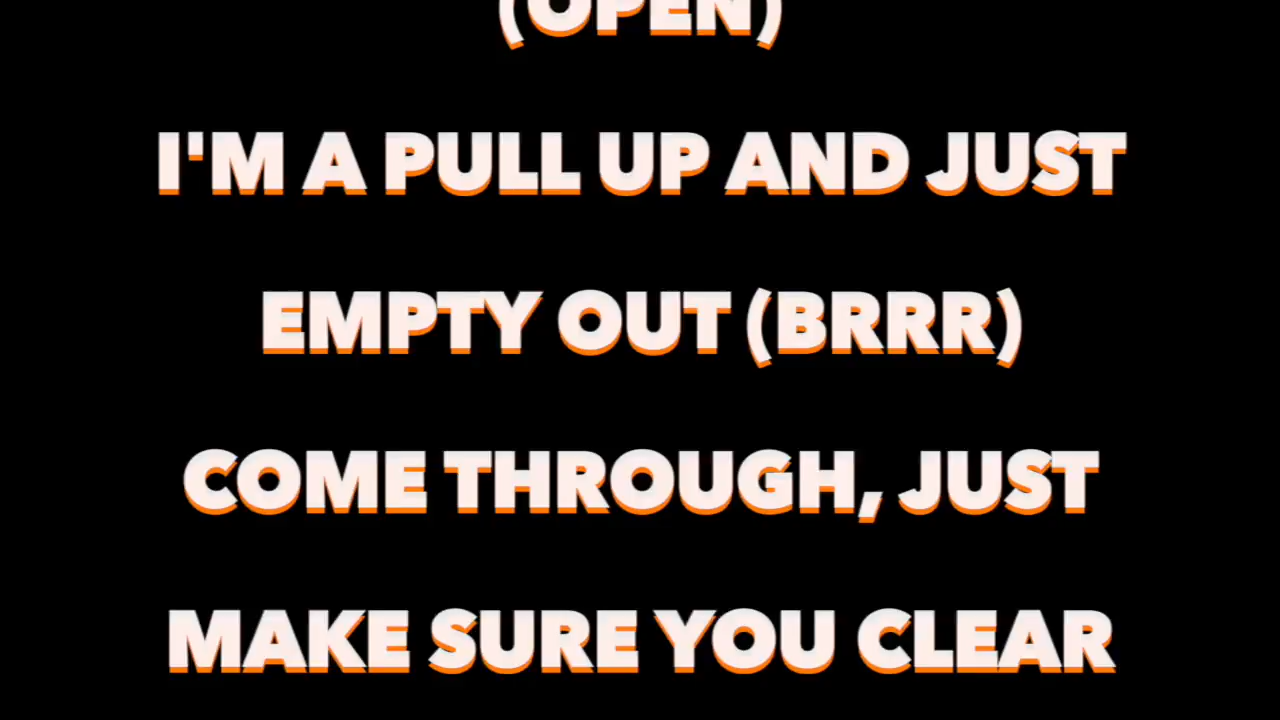 (OPEN)
I'M A PULL UP AND JUST
EMPTY OUT (BRRR)
COME THROUGH, JUST
MAKE SURE YOU CLEAR